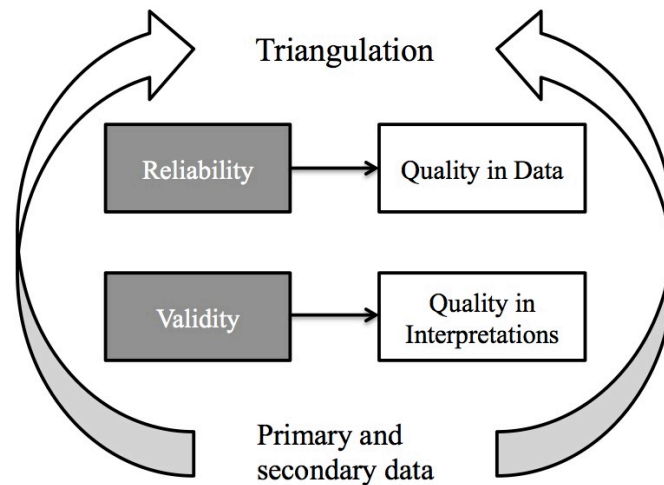 Triangulation
Reliability
Quality in Data
Validity
Quality in
Interpretations
Primary and
secondary data